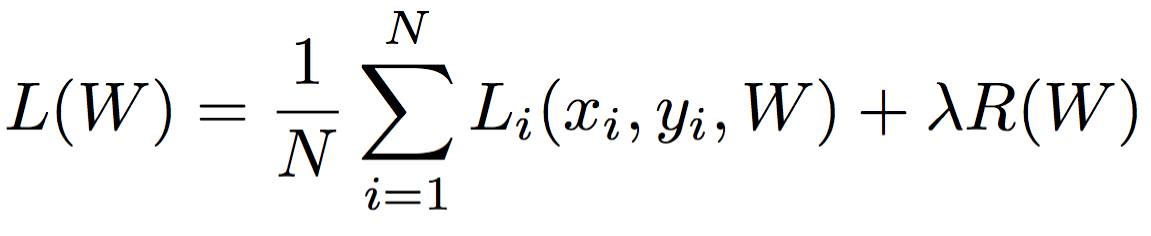 L(W) = \frac{1}{N} \sum_{i=1}^{N} L_i(x_i, y_i, W) + \lambda R(W)